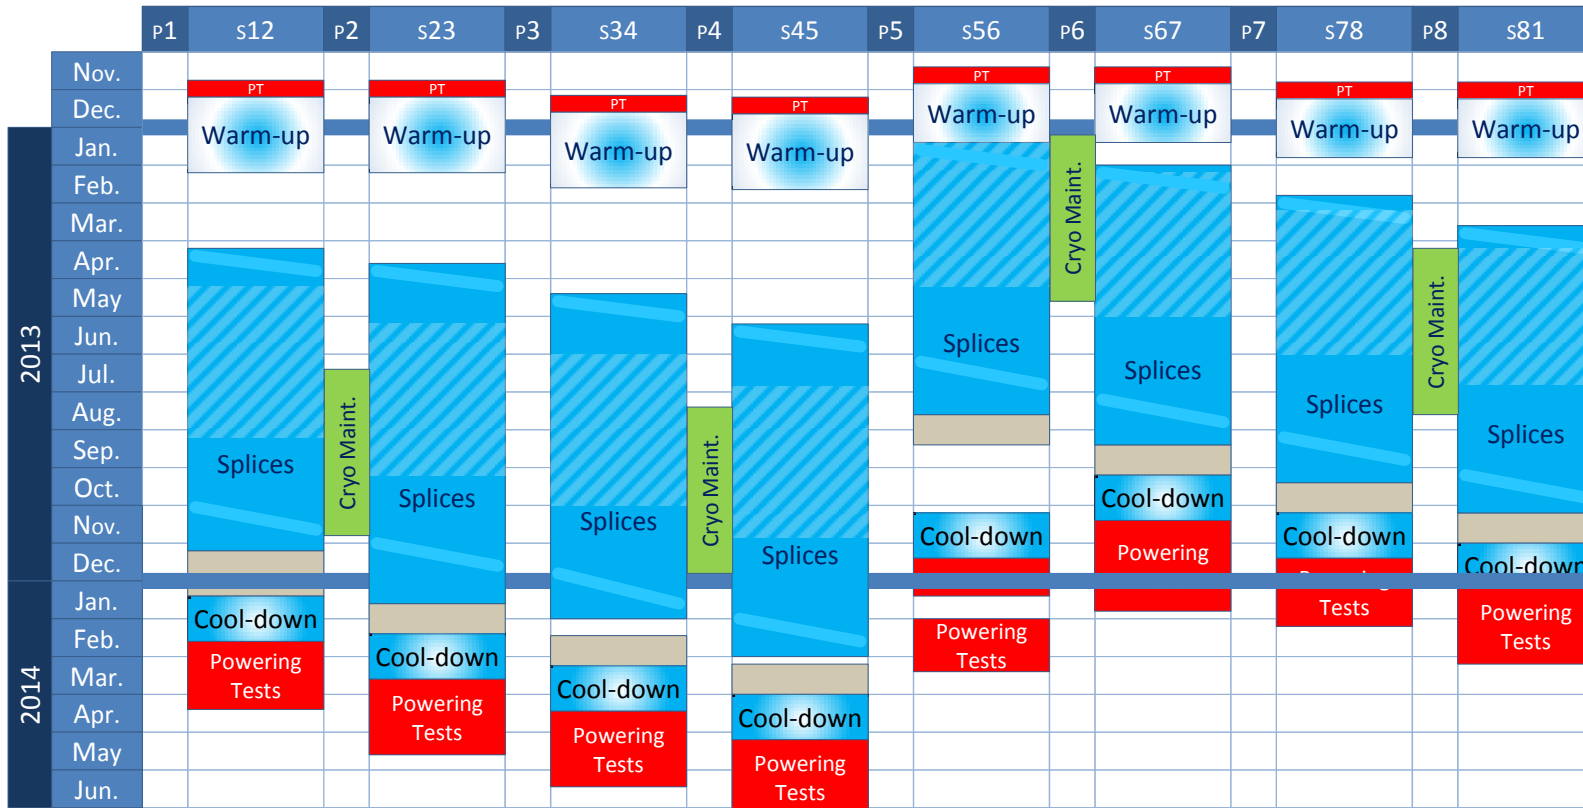 P1 S12 P2 S23 P3 S34 P4 S45 P5 S56 P6 S67 P7 S78 P8 S81
Nov.
Dec.
2013
Jan.
Feb.
Mar.
Apr.
May
Jun.
Jul.
Aug.
Sep.
Oct.
Nov.
Dec.
2014
Jan.
Feb.
Mar.
Apr.
May
Jun.
PT
Warm-up
Splices
Cool-down
Powering
Tests
Cryo Maint.
PT
Warm-up
Splices
Cool-down
Powering
Tests
PT
Warm-up
Splices
Cool-down
Powering
Tests
Cryo Maint.
PT
Warm-up
Splices
Cool-down
Powering
Tests
PT
Warm-up
Splices
Cool-down
Powering
Tests
Cryo Maint.
PT
Warm-up
Splices
Cool-down
Powering
PT
Warm-up
Splices
Cool-down
Powering
Tests
Cryo Maint.
PT
Warm-up
Splices
Cool-down
Powering
Tests